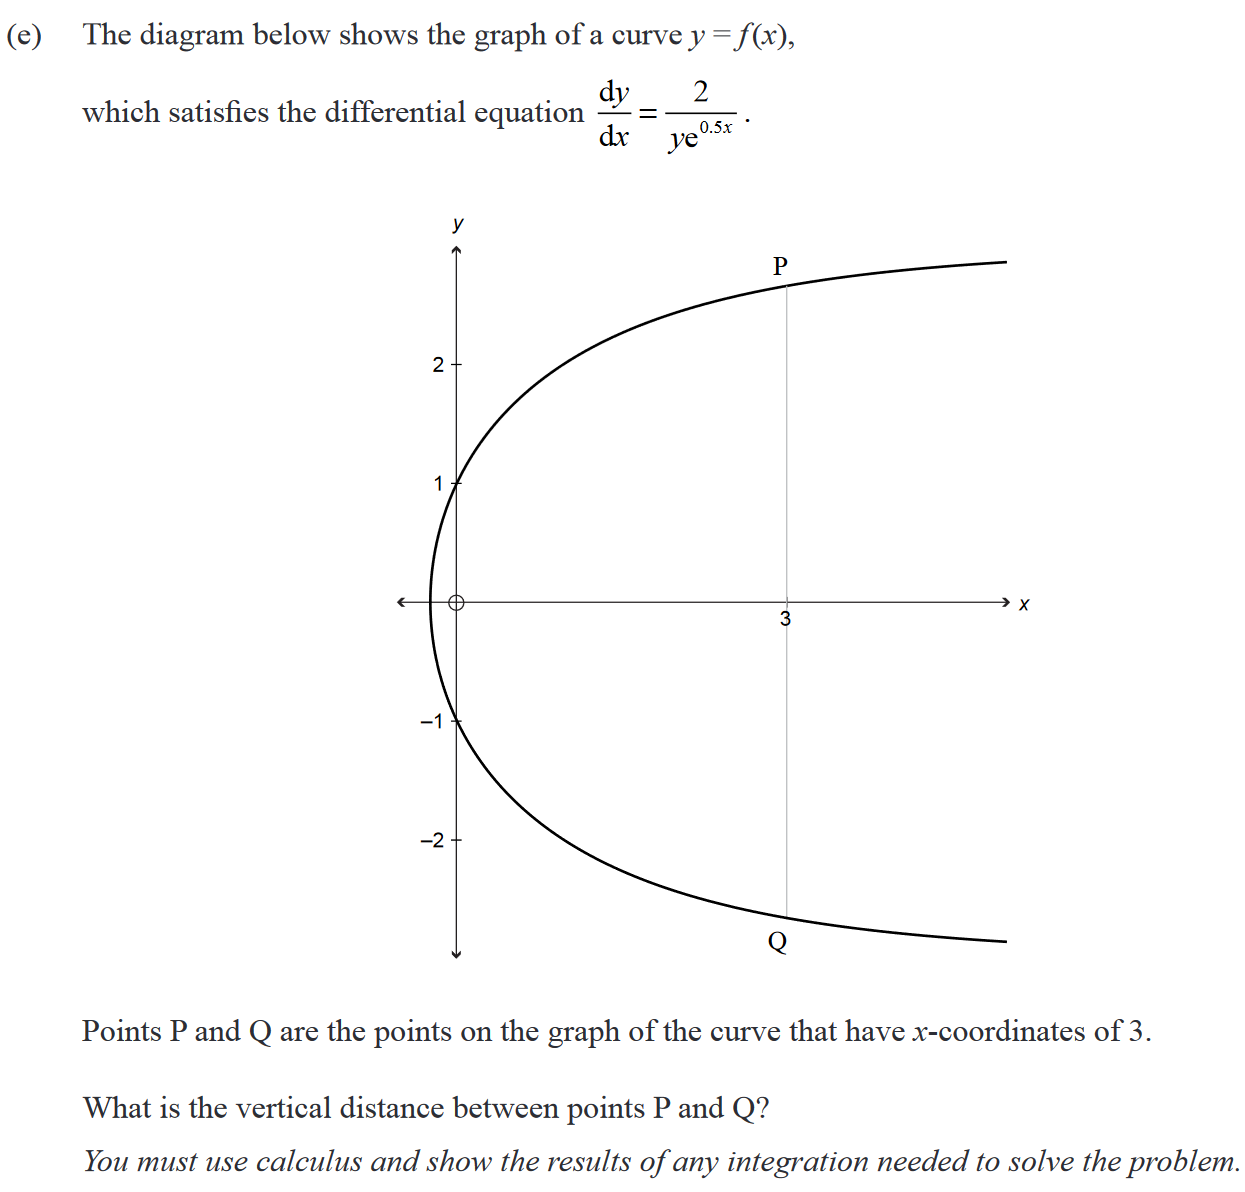 (e) The diagram below shows the graph of a curve y = f(x),
which satisfies the differential equation dy/dx = 2/(ye^0.5x).
y
P
2
1
x
3
–1
–2
Q
Points P and Q are the points on the graph of the curve that have x-coordinates of 3.
What is the vertical distance between points P and Q?
You must use calculus and show the results of any integration needed to solve the problem.